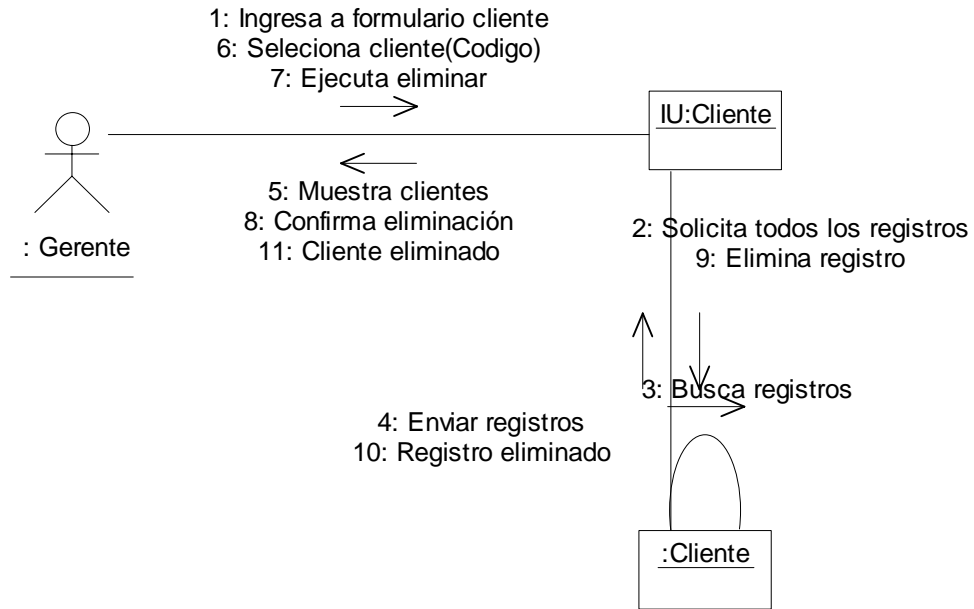 1: Ingresa a formulario cliente
6: Seleciona cliente(Codigo)
7: Ejecuta eliminar
IU:Cliente
5: Muestra clientes
8: Confirma eliminación
11: Cliente eliminado
: Gerente
2: Solicita todos los registros
9: Elimina registro
3: Busca registros
4: Enviar registros
10: Registro eliminado
:Cliente